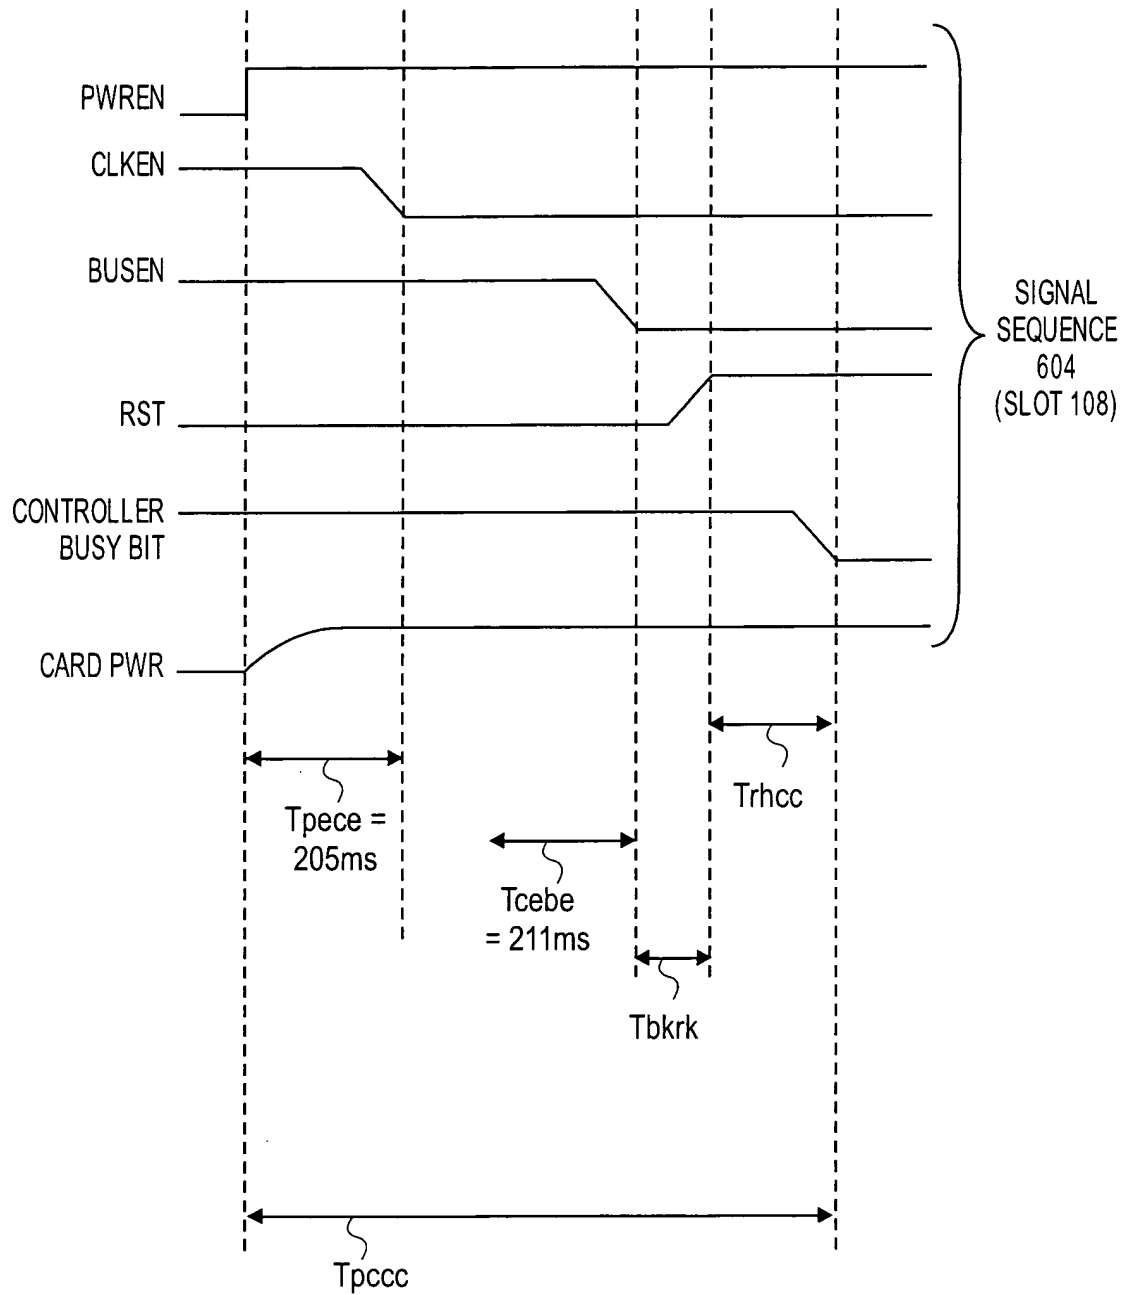 PWREN
CLKEN
BUSEN
RST
CONTROLLER
BUSY BIT
CARD PWR
SIGNAL
SEQUENCE
604
(SLOT 108)
Trhcc
Tpece =
205ms
Tcebe
= 211ms
Tbkrk
Tpccc